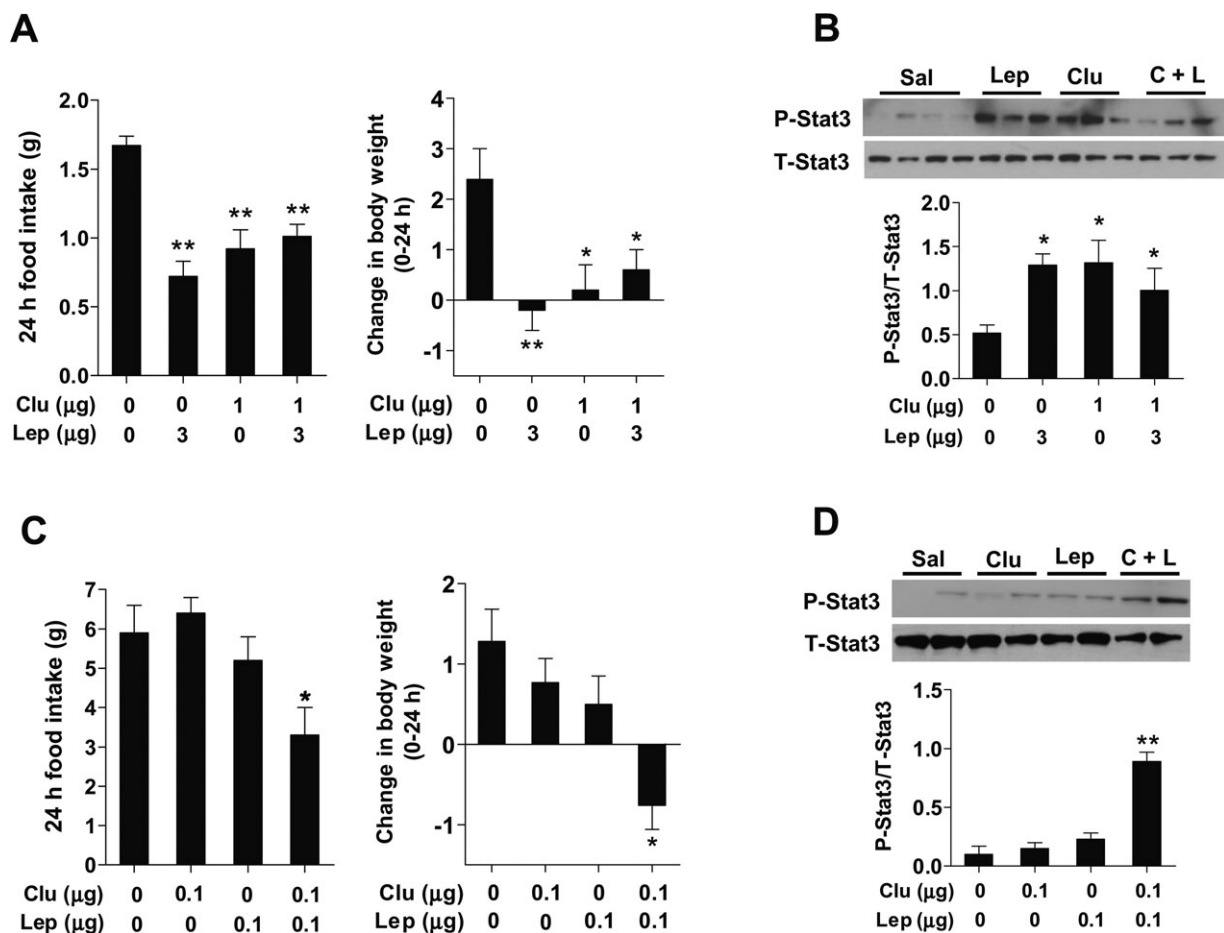 A
24 h food intake (g)
2.0
1.5
1.0
0.5
0.0
**
**
**
Clu (μg) 0 0 1 1
Lep (μg) 0 3 0 3
Change in body weight
(0-24 h)
4
3
2
1
0
-1
**
*
*
Clu (μg) 0 0 1 1
Lep (μg) 0 3 0 3
B
Sal Lep Clu C + L
P-Stat3
T-Stat3
P-Stat3/T-Stat3
2.0
1.5
1.0
0.5
0.0
*
*
*
Clu (μg) 0 0 1 1
Lep (μg) 0 3 0 3
C
24 h food intake (g)
7
6
5
4
3
2
1
0
*
Clu (μg) 0 0.1 0 0.1
Lep (μg) 0 0 0.1 0.1
Change in body weight
(0-24 h)
2
1
0
-1
*
Clu (μg) 0 0.1 0 0.1
Lep (μg) 0 0 0.1 0.1
D
Sal Clu Lep C + L
P-Stat3
T-Stat3
P-Stat3/T-Stat3
1.5
1.0
0.5
0.0
**
Clu (μg) 0 0.1 0 0.1
Lep (μg) 0 0 0.1 0.1